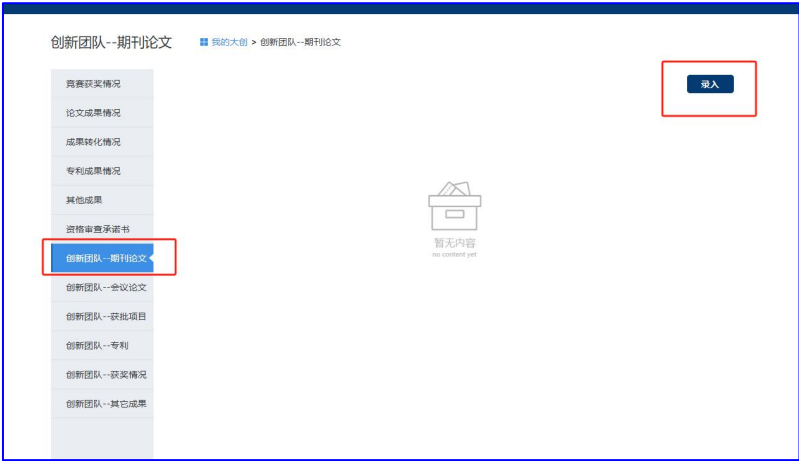 创新团队--期刊论文
我的大创 > 创新团队--期刊论文
竞赛获奖情况
录入
论文成果情况
成果转化情况
专利成果情况
其他成果
资格审查承诺书
创新团队--期刊论文
创新团队--会议论文
创新团队--获批项目
创新团队--专利
创新团队--获奖情况
创新团队--其它成果
暂无内容
no content yet